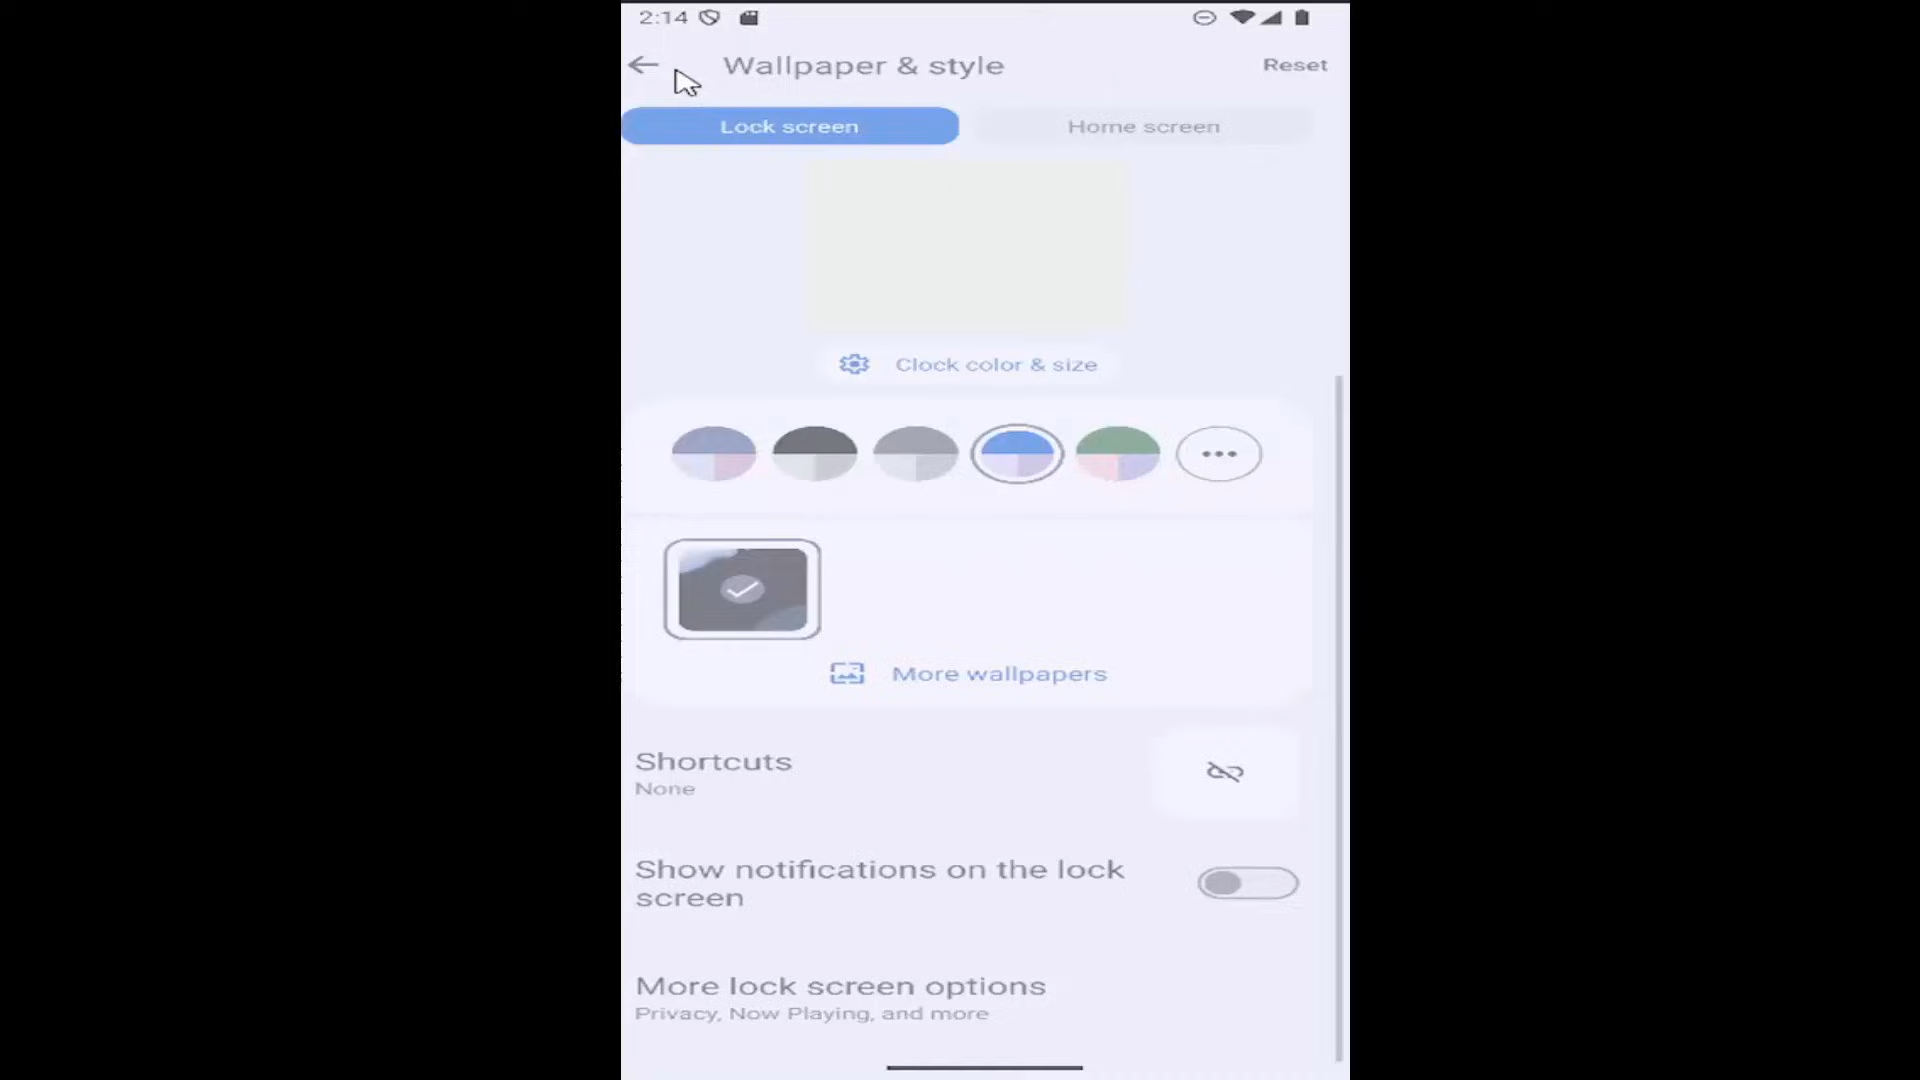 2:14
Wallpaper & style
Reset
Lock screen
Home screen
Clock color & size
More wallpapers
Shortcuts
None
Show notifications on the lock
screen
More lock screen options
Privacy, Now Playing, and more